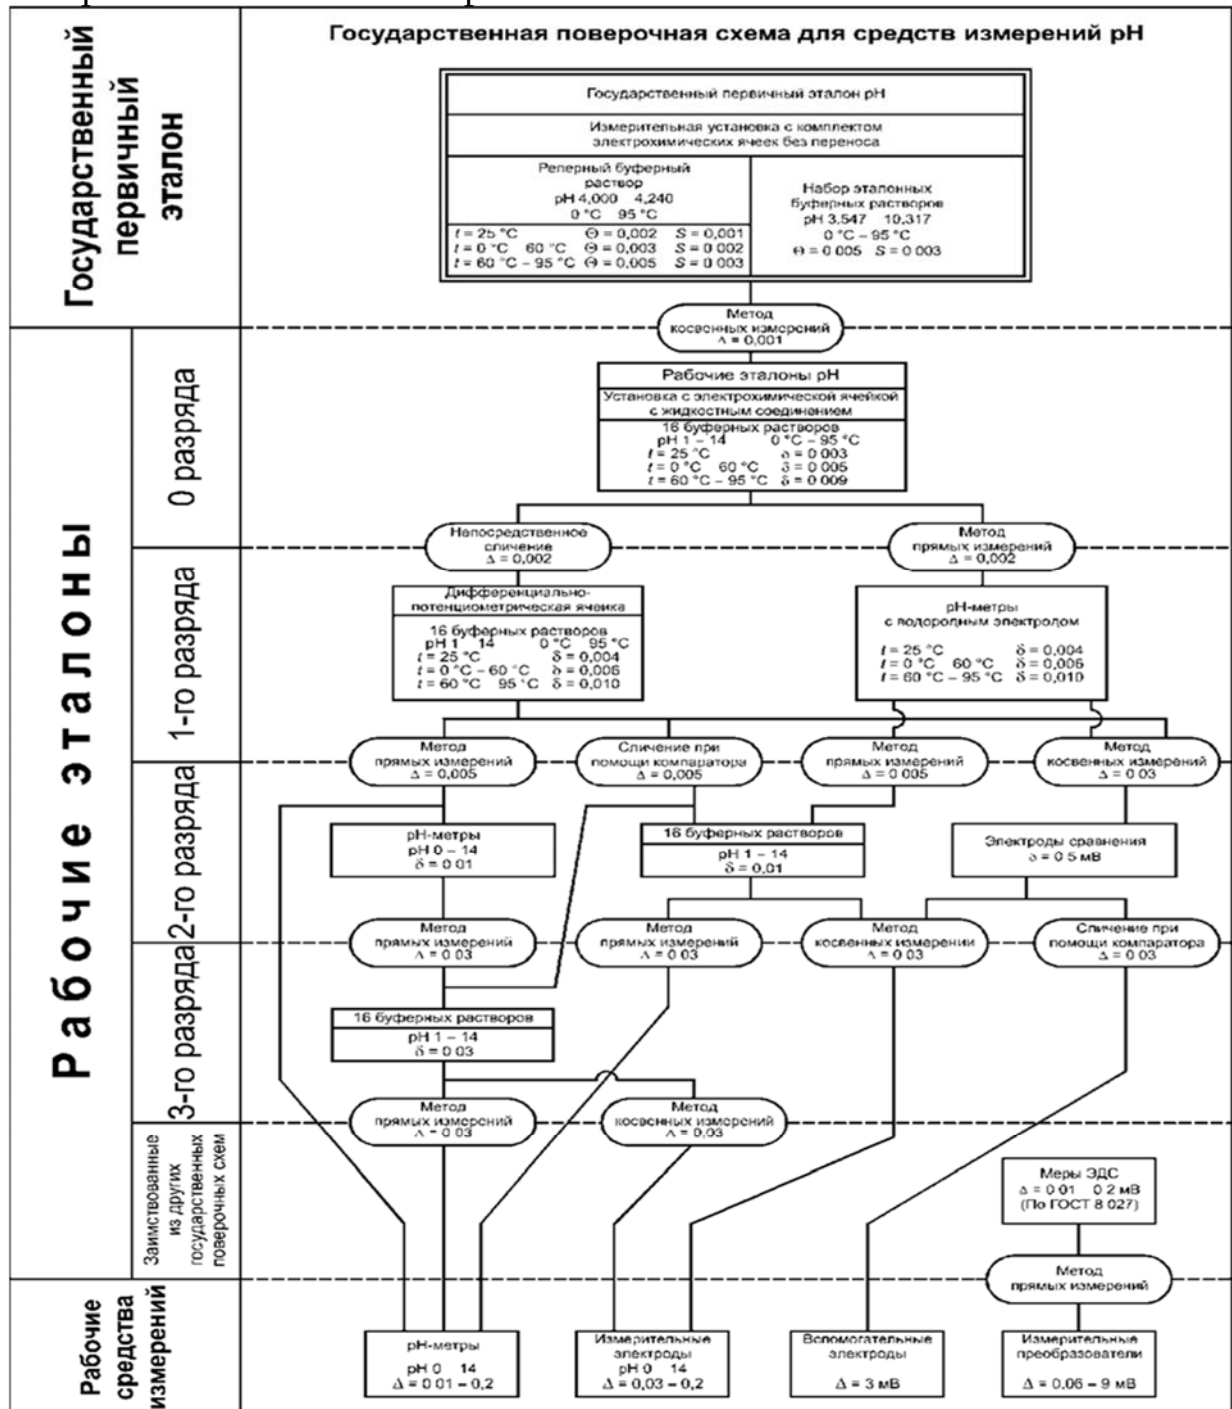 Государственная поверочная схема для средств измерений pH
Государственный
первичный
эталон
Государственный первичный эталон pH
Измерительная установка с комплектом
электрохимических ячеек без переноса
Реперный буферный
раствор
pH 4,000 4,240
0 °C 95 °C
t = 25 °C Θ = 0,002 S = 0,001
t = 0 °C 60 °C Θ = 0,003 S = 0 002
t = 60 °C – 95 °C Θ = 0,005 S = 0 003
Набор эталонных
буферных растворов
pH 3,547 10,317
0 °C – 95 °C
Θ = 0 005 S = 0 003
Метод
косвенных измерений
Δ = 0,001
Рабочие эталоны
0 разряда
Рабочие эталоны pH
Установка с электрохимической ячейкой
с жидкостным соединением
16 буферных растворов
pH 1 – 14 0 °C – 95 °C
t = 25 °C δ = 0 003
t = 0 °C 60 °C δ = 0 005
t = 60 °C – 95 °C δ = 0 009
Непосредственное
сличение
Δ = 0,002
Метод
прямых измерений
Δ = 0,002
1-го разряда
Дифференциально-
потенциометрическая ячейка
16 буферных растворов
pH 1 14 0 °C 95 °C
t = 25 °C δ = 0,004
t = 0 °C – 60 °C δ = 0,006
t = 60 °C 95 °C δ = 0,010
pH-метры
с водородным электродом
t = 25 °C δ = 0.004
t = 0 °C 60 °C δ = 0,006
t = 60 °C – 95 °C δ = 0,010
Метод
прямых измерений
Δ = 0,005
Сличение при
помощи компаратора
Δ = 0,005
Метод
прямых измерений
Δ = 0 005
Метод
косвенных измерений
Δ = 0 03
2-го разряда
pH-метры
pH 0 – 14
δ = 0 01
16 буферных растворов
pH 1 – 14
δ = 0,01
Электроды сравнения
δ = 0 5 мВ
Метод
прямых измерений
Δ = 0 03
Метод
прямых измерений
Δ = 0 03
Метод
косвенных измерении
Δ = 0 03
Сличение при
помощи компаратора
Δ = 0 03
3-го разряда
16 буферных растворов
pH 1 – 14
δ = 0 03
Метод
прямых измерений
Δ = 0 03
Метод
косвенных измерений
Δ = 0,03
Заимствованные
из других
государственных
поверочных схем
Меры ЭДС
Δ = 0 01 0 2 мВ
(По ГОСТ 8 027)
Метод
прямых измерений
Рабочие
средства
измерений
pH-метры
pH 0 14
Δ = 0 01 – 0,2
Измерительные
электроды
pH 0 14
Δ = 0,03 – 0,2
Вспомогательные
электроды
Δ = 3 мВ
Измерительные
преобразователи
Δ = 0,06 – 9 мВ